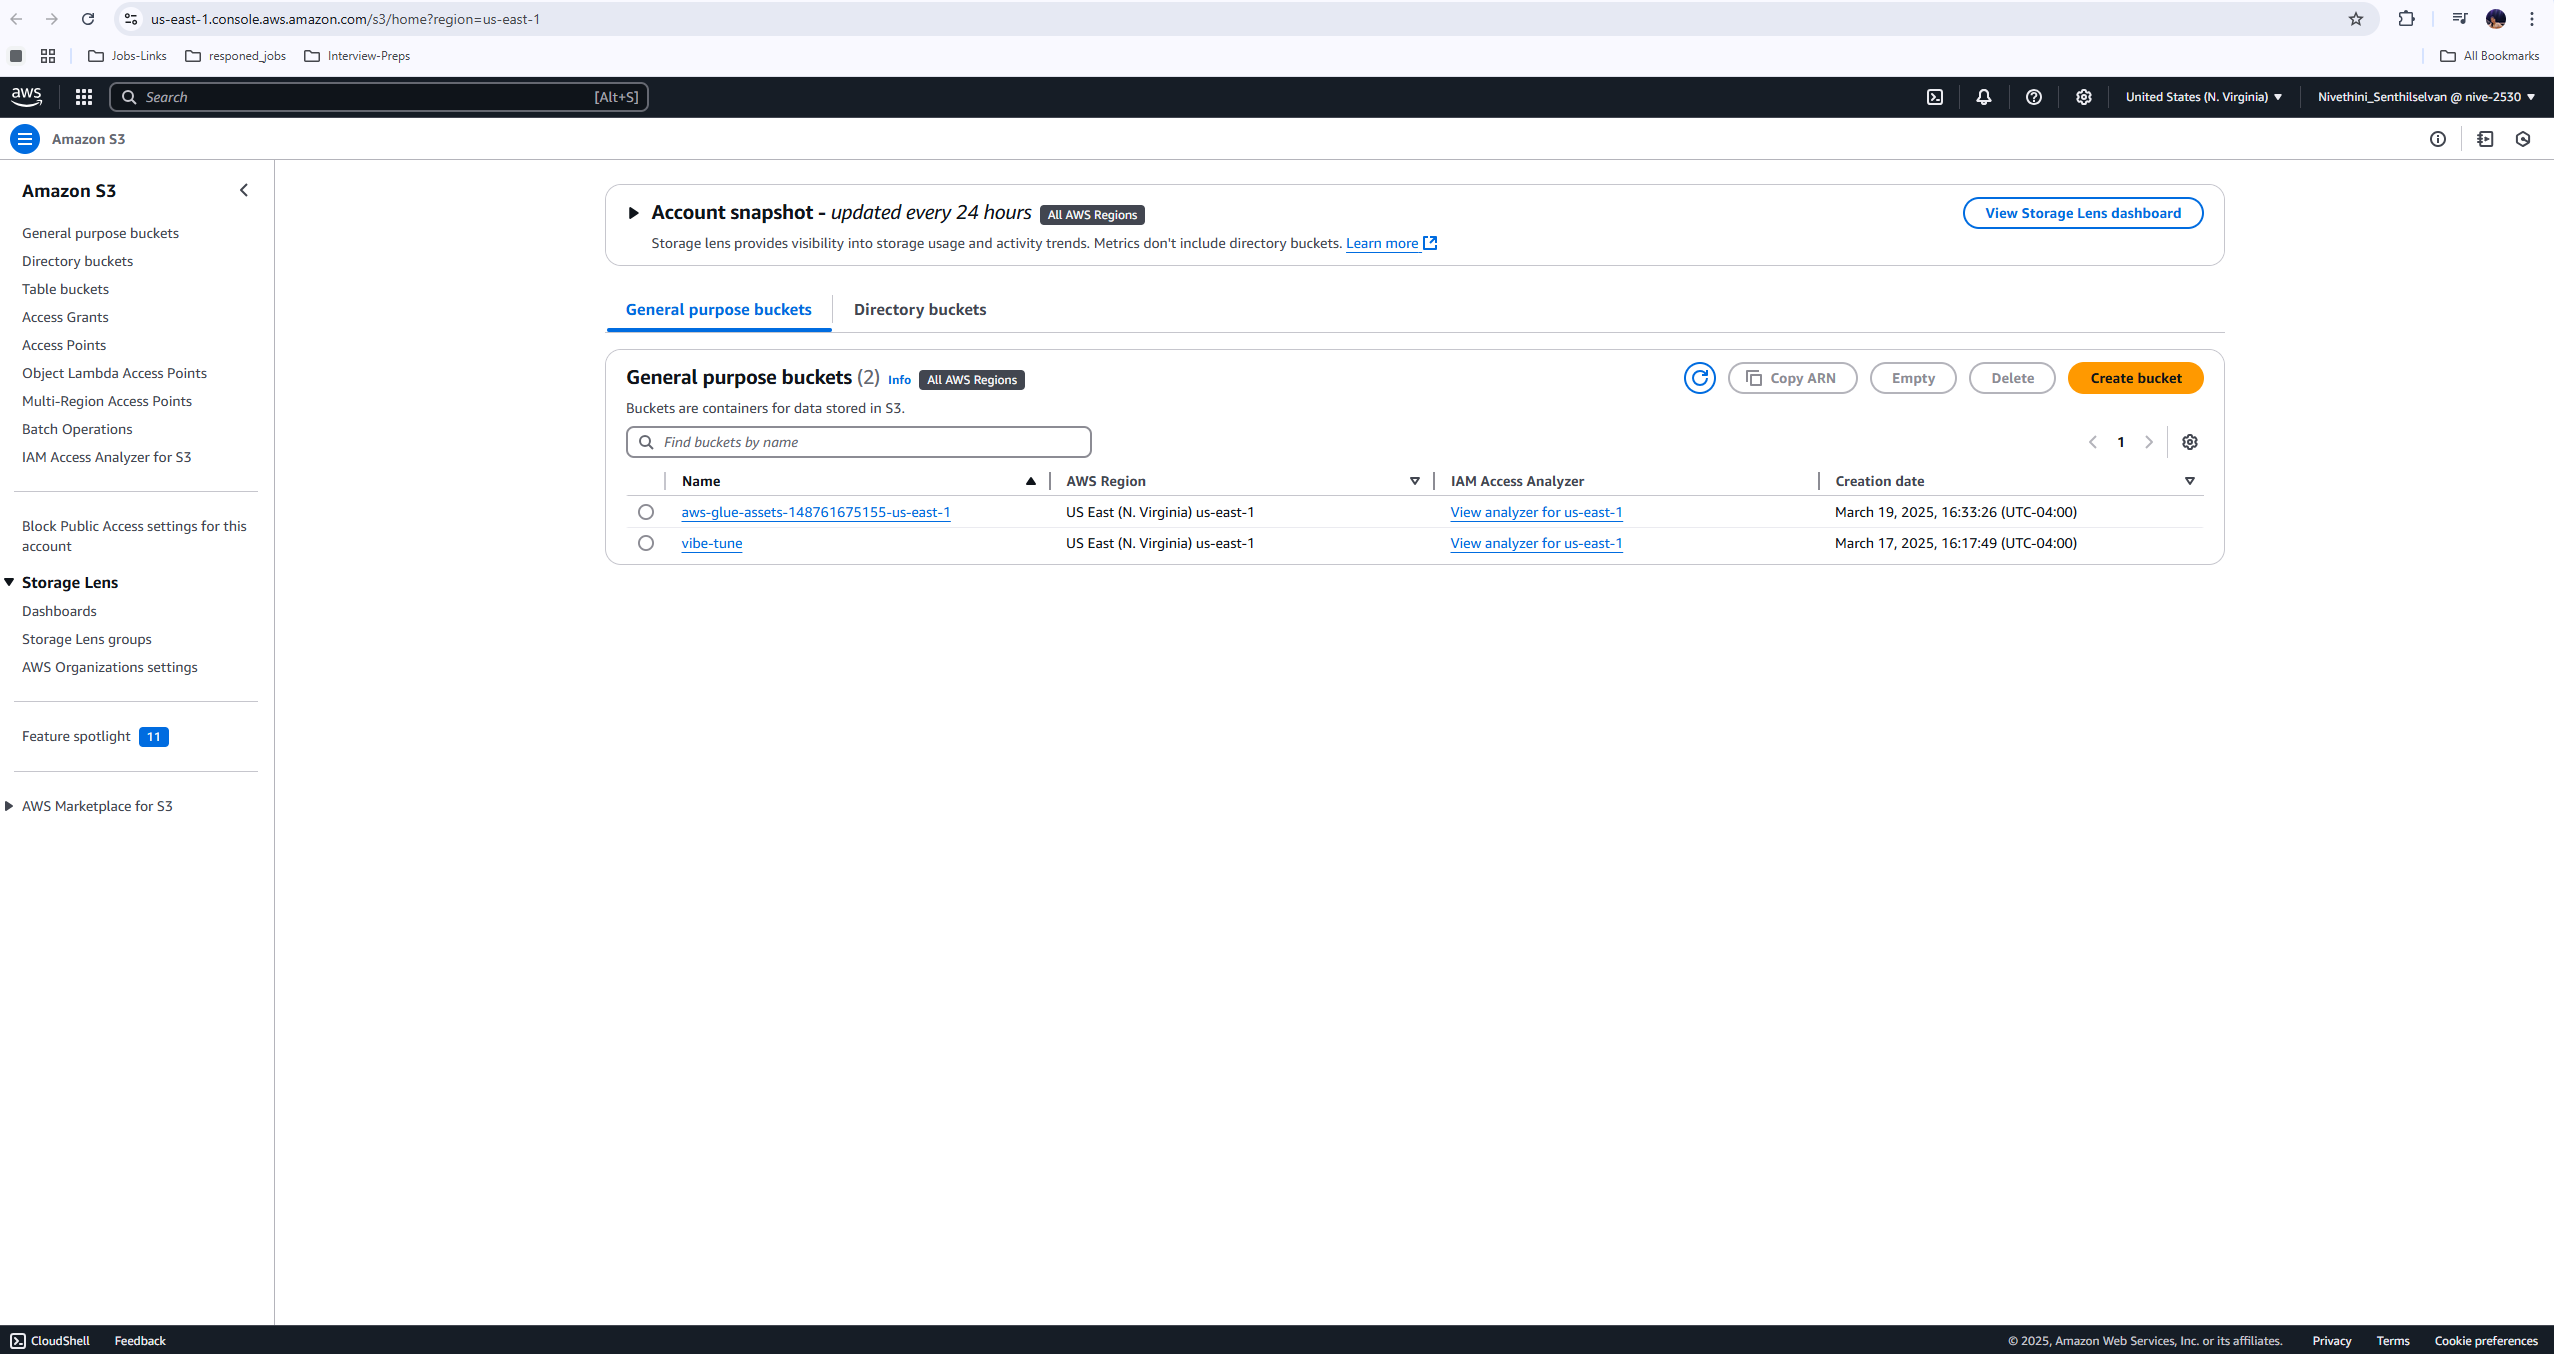 us-east-1.console.aws.amazon.com/s3/home?region=us-east-1
Jobs-Links responed_jobs Interview-Preps All Bookmarks
aws Search [Alt+S] United States (N. Virginia) Nivethini_Senthilselvan @ nive-2530
Amazon S3
Amazon S3
General purpose buckets
Directory buckets
Table buckets
Access Grants
Access Points
Object Lambda Access Points
Multi-Region Access Points
Batch Operations
IAM Access Analyzer for S3
Block Public Access settings for this
account
Storage Lens
Dashboards
Storage Lens groups
AWS Organizations settings
Feature spotlight 11
AWS Marketplace for S3
Account snapshot - updated every 24 hours All AWS Regions View Storage Lens dashboard
Storage lens provides visibility into storage usage and activity trends. Metrics don't include directory buckets. Learn more
General purpose buckets Directory buckets
General purpose buckets (2) Info All AWS Regions Copy ARN Empty Delete Create bucket
Buckets are containers for data stored in S3.
Find buckets by name 1
Name AWS Region IAM Access Analyzer Creation date
aws-glue-assets-148761675155-us-east-1 US East (N. Virginia) us-east-1 View analyzer for us-east-1 March 19, 2025, 16:33:26 (UTC-04:00)
vibe-tune US East (N. Virginia) us-east-1 View analyzer for us-east-1 March 17, 2025, 16:17:49 (UTC-04:00)
CloudShell Feedback © 2025, Amazon Web Services, Inc. or its affiliates. Privacy Terms Cookie preferences